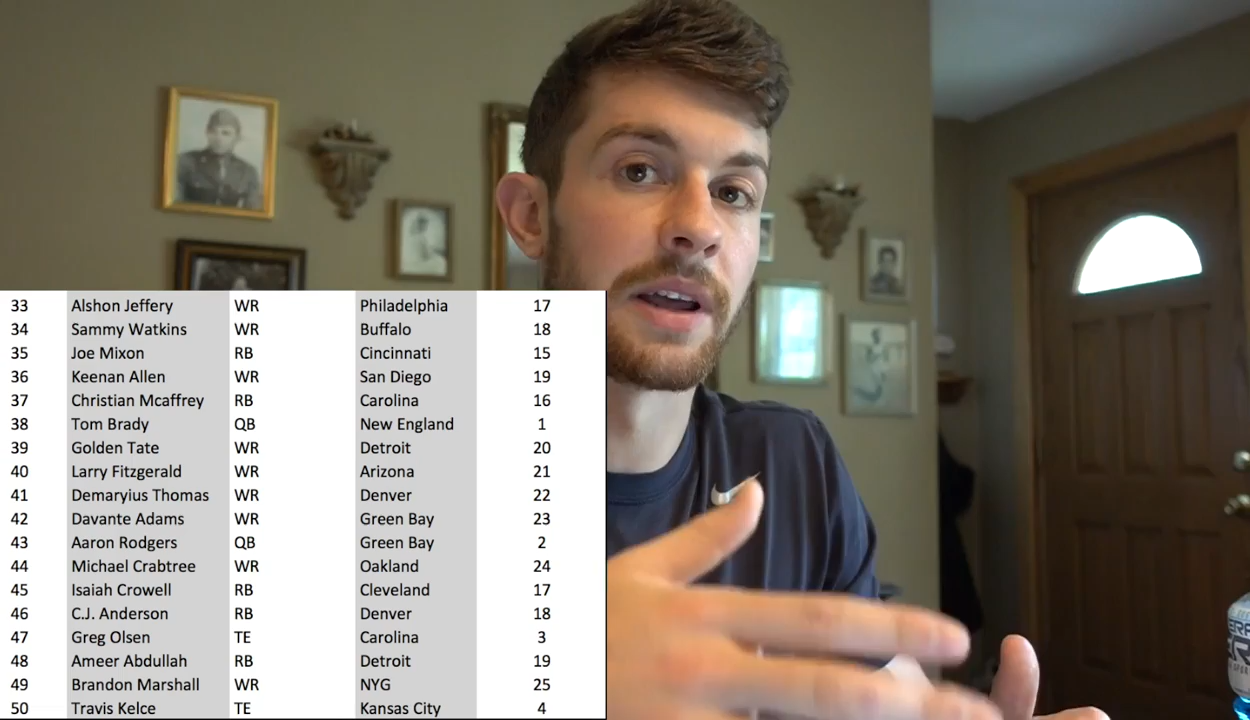 33 Alshon Jeffery WR Philadelphia 17
34 Sammy Watkins WR Buffalo 18
35 Joe Mixon RB Cincinnati 15
36 Keenan Allen WR San Diego 19
37 Christian Mcaffrey RB Carolina 16
38 Tom Brady QB New England 1
39 Golden Tate WR Detroit 20
40 Larry Fitzgerald WR Arizona 21
41 Demaryius Thomas WR Denver 22
42 Davante Adams WR Green Bay 23
43 Aaron Rodgers QB Green Bay 2
44 Michael Crabtree WR Oakland 24
45 Isaiah Crowell RB Cleveland 17
46 C.J. Anderson RB Denver 18
47 Greg Olsen TE Carolina 3
48 Ameer Abdullah RB Detroit 19
49 Brandon Marshall WR NYG 25
50 Travis Kelce TE Kansas City 4